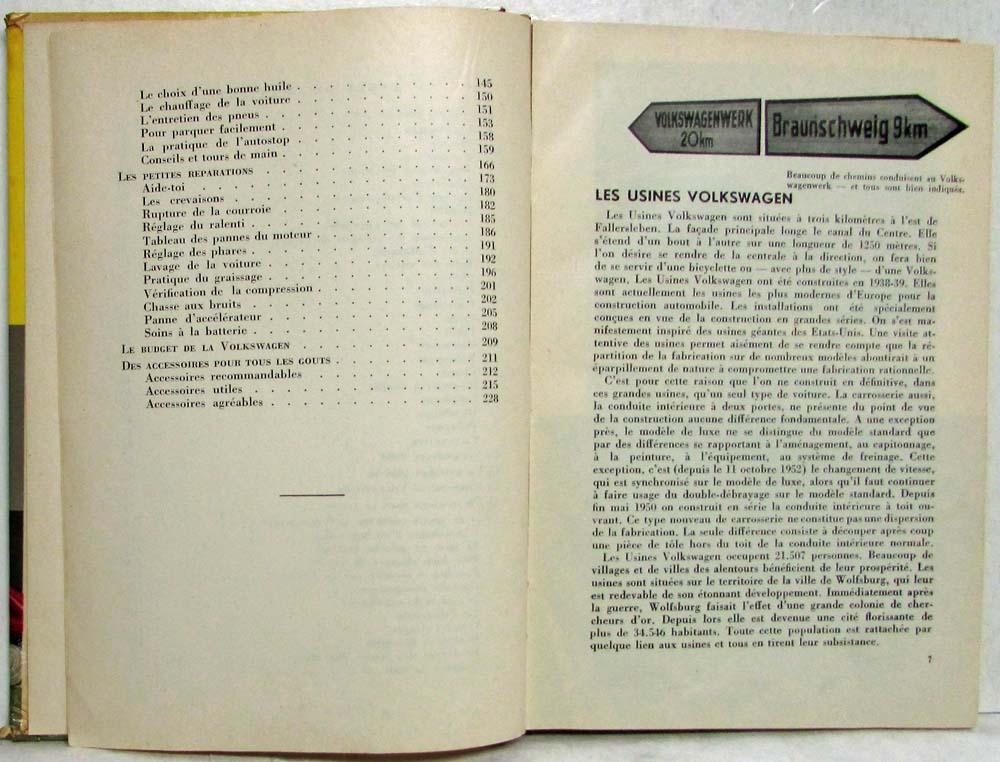 Le choix d'une bonne huile . . . . . . . . . . . . 145
Le chauffage de la voiture . . . . . . . . . . . . 150
L'entretien des pneus . . . . . . . . . . . . 151
Pour parquer facilement . . . . . . . . . . . . 153
La pratique de l'autostop . . . . . . . . . . . . 158
Conseils et tours de main . . . . . . . . . . . . 159
LES PETITES REPARATIONS . . . . . . . . . . . . 166
Aide-toi . . . . . . . . . . . . 173
Les crevaisons . . . . . . . . . . . . 180
Rupture de la courroie . . . . . . . . . . . . 182
Réglage du ralenti . . . . . . . . . . . . 185
Tableau des pannes du moteur . . . . . . . . . . . . 186
Réglage des phares . . . . . . . . . . . . 191
Lavage de la voiture . . . . . . . . . . . . 192
Pratique du graissage . . . . . . . . . . . . 196
Vérification de la compression . . . . . . . . . . . . 201
Chasse aux bruits . . . . . . . . . . . . 202
Panne d'accélérateur . . . . . . . . . . . . 205
Soins à la batterie . . . . . . . . . . . . 208
LE BUDGET DE LA VOLKSWAGEN . . . . . . . . . . . . 209
DES ACCESSOIRES POUR TOUS LES GOUTS . . . . . . . . . . . . 211
Accessoires recommandables . . . . . . . . . . . . 212
Accessoires utiles . . . . . . . . . . . . 215
Accessoires agréables . . . . . . . . . . . . 228
VOLKSWAGENWERK
20km
Braunschweig 9km
Beaucoup de chemins conduisent au Volks-
wagenwerk — et tous sont bien indiqués.
LES USINES VOLKSWAGEN
Les Usines Volkswagen sont situées à trois kilomètres à l'est de
Fallersleben. La façade principale longe le canal du Centre. Elle
s'étend d'un bout à l'autre sur une longueur de 1250 mètres. Si
l'on désire se rendre de la centrale à la direction, on fera bien
de se servir d'une bicyclette ou — avec plus de style — d'une Volks-
wagen. Les Usines Volkswagen ont été construites en 1938-39. Elles
sont actuellement les usines les plus modernes d'Europe pour la
construction automobile. Les installations ont été spécialement
conçues en vue de la construction en grandes séries. On s'est ma-
nifestement inspiré des usines géantes des Etats-Unis. Une visite at-
tentive des usines permet aisément de se rendre compte que la ré-
partition de la fabrication sur de nombreux modèles aboutirait à un
éparpillement de nature à compromettre une fabrication rationnelle.
C'est pour cette raison que l'on ne construit en définitive, dans
ces grandes usines, qu'un seul type de voiture. La carrosserie aussi,
la conduite intérieure à deux portes, ne présente du point de vue
de la construction aucune différence fondamentale. A une exception
près, le modèle de luxe ne se distingue du modèle standard que
par des différences se rapportant à l'aménagement, au capitonnage,
à la peinture, à l'équipement, au système de freinage. Cette
exception, c'est (depuis le 11 octobre 1952) le changement de vitesse,
qui est synchronisé sur le modèle de luxe, alors qu'il faut continuer
à faire usage du double-débrayage sur le modèle standard. Depuis
fin mai 1950 on construit en série la conduite intérieure à toit ou-
vrant. Ce type nouveau de carrosserie ne constitue pas une dispersion
de la fabrication. La seule différence consiste à découper après coup
une pièce de tôle hors du toit de la conduite intérieure normale.
Les Usines Volkswagen occupent 21.507 personnes. Beaucoup de
villages et de villes des alentours bénéficient de leur prospérité. Les
usines sont situées sur le territoire de la ville de Wolfsburg, qui leur
est redevable de son étonnant développement. Immédiatement après
la guerre, Wolfsburg faisait l'effet d'une grande colonie de cher-
cheurs d'or. Depuis lors elle est devenue une cité florissante de
plus de 34.546 habitants. Toute cette population est rattachée par
quelque lien aux usines et tous en tirent leur subsistance.
7